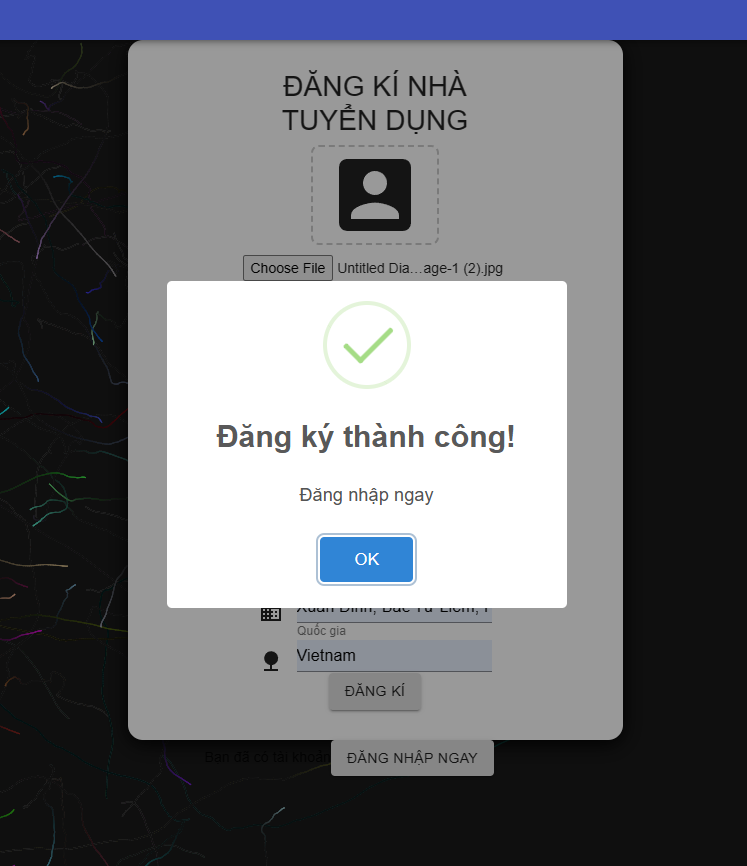 ĐĂNG KÍ NHÀ
TUYỂN DỤNG
Choose File Untitled Dia...age-1 (2).jpg
Đăng ký thành công!
Đăng nhập ngay
OK
Xuân Đỉnh, Bắc Từ Liêm,
Quốc gia
Vietnam
ĐĂNG KÍ
Bạn đã có tài khoản ĐĂNG NHẬP NGAY